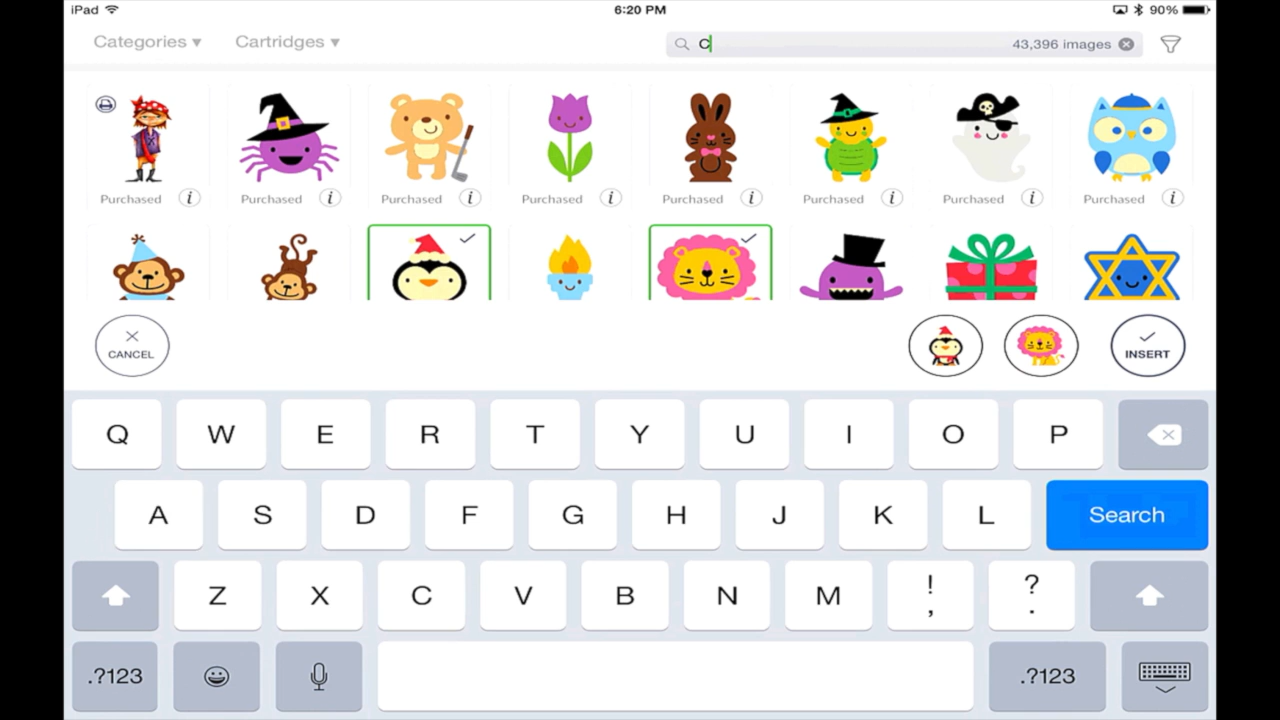 iPad 6:20 PM 90%
Categories ▾ Cartridges ▾ C 43,396 images
Purchased i Purchased i Purchased i Purchased i Purchased i Purchased i Purchased i Purchased i
CANCEL INSERT
Q W E R T Y U I O P
A S D F G H J K L Search
Z X C V B N M ! , ? .
.?123 .?123